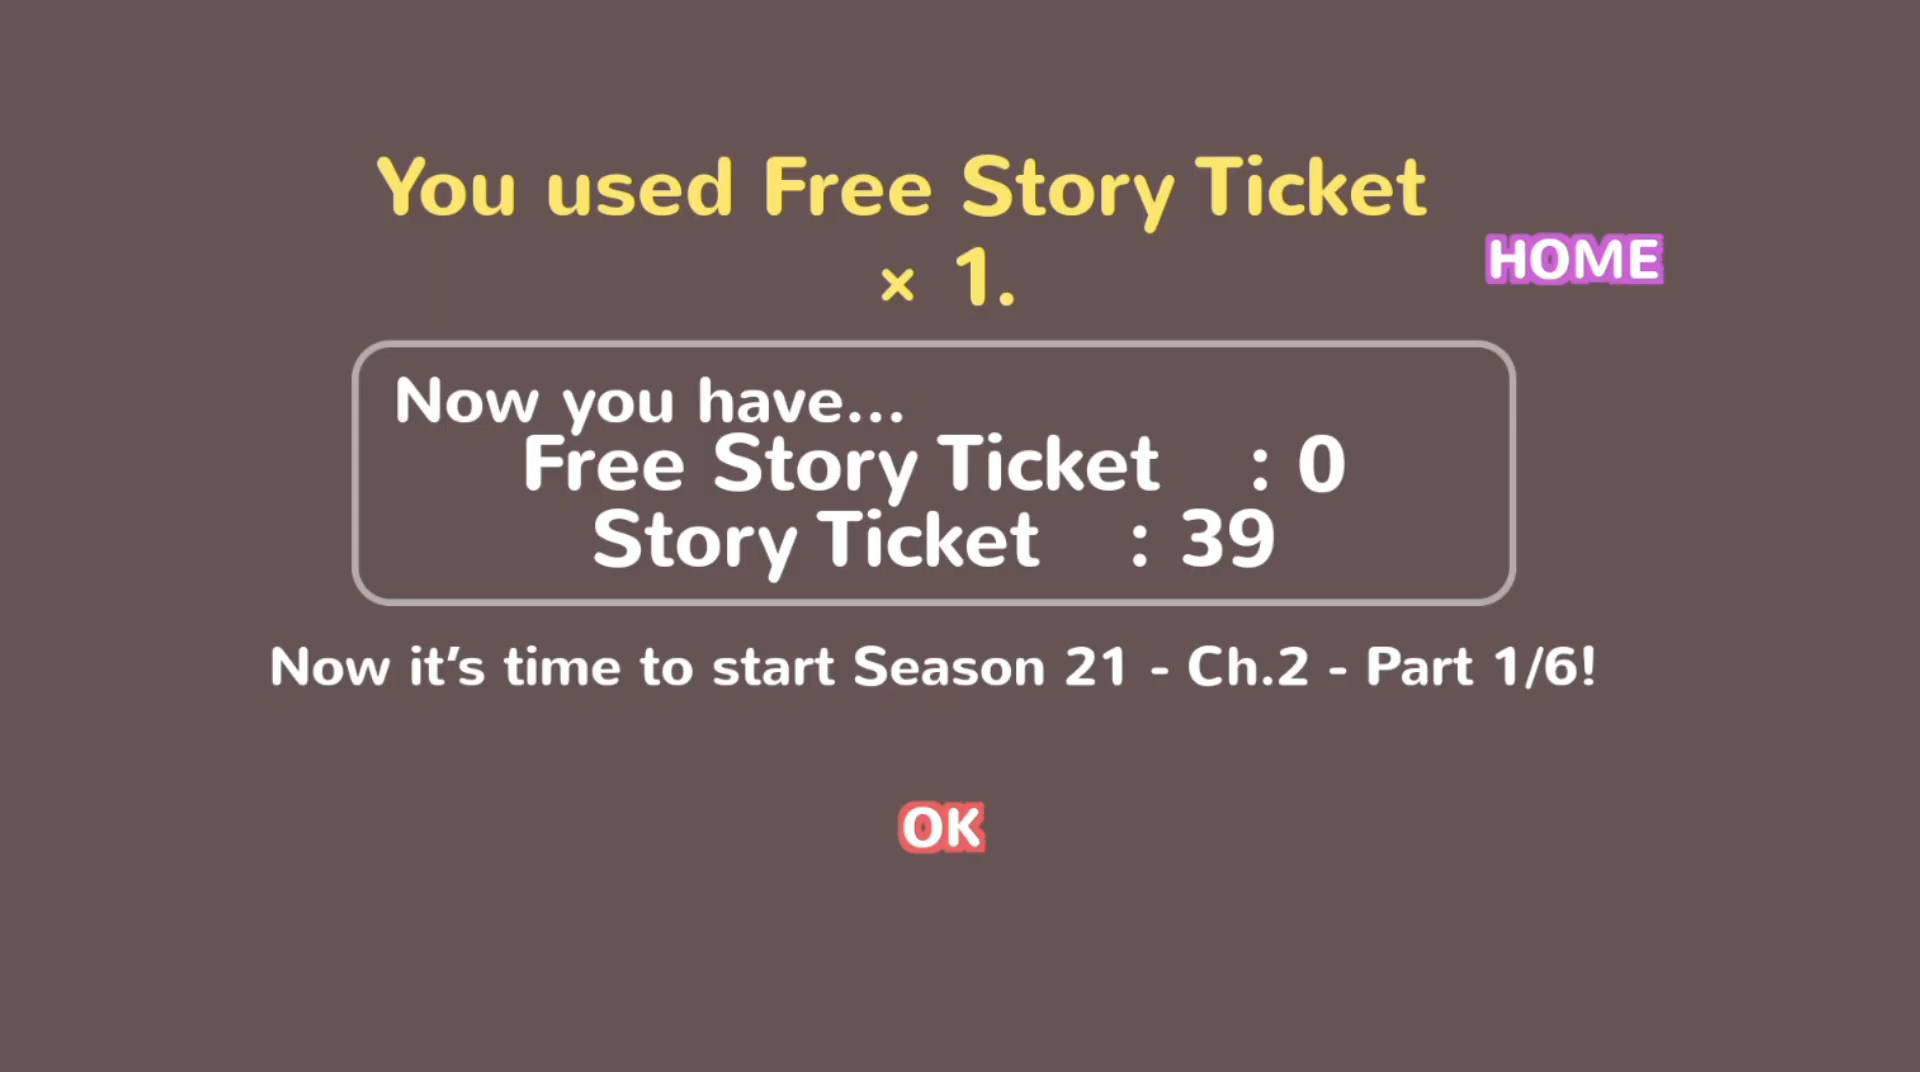 You used Free Story Ticket
× 1.
HOME
Now you have...
Free Story Ticket : 0
Story Ticket : 39
Now it's time to start Season 21 - Ch.2 - Part 1/6!
OK